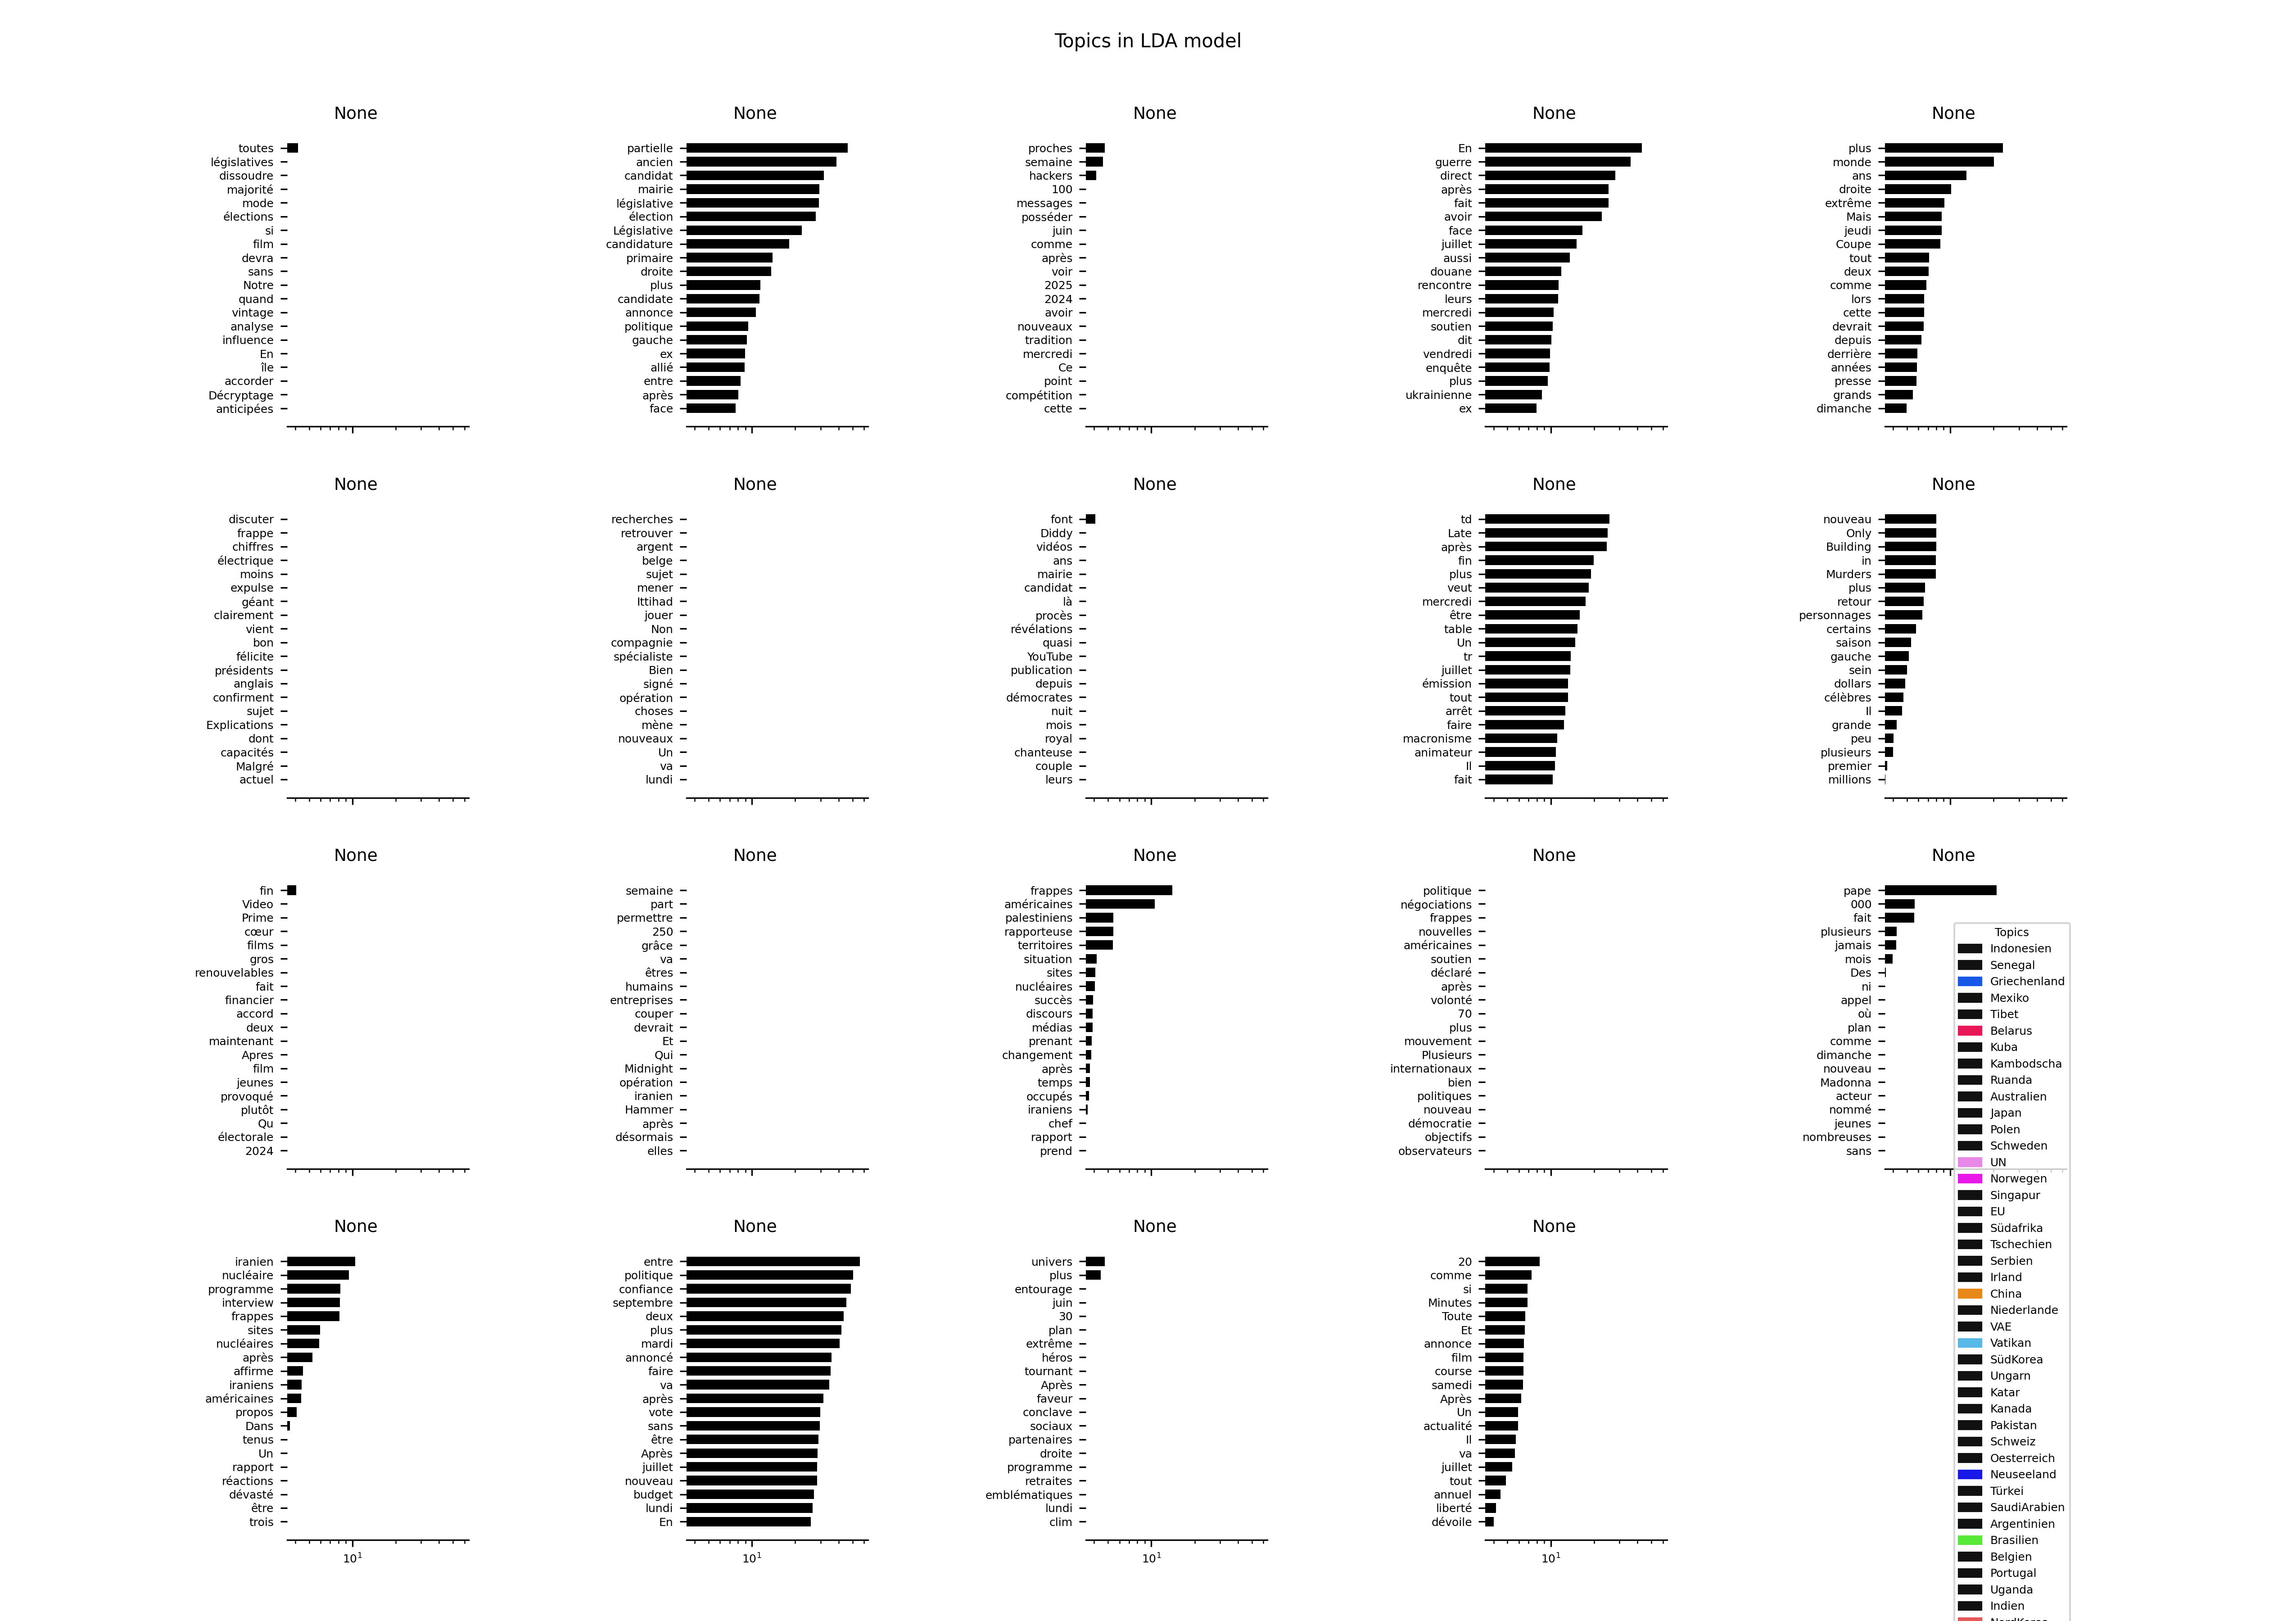 Topics in LDA model
None
toutes
législatives
dissoudre
majorité
mode
élections
si
film
devra
sans
Notre
quand
vintage
analyse
influence
En
île
accorder
Décryptage
anticipées
None
partielle
ancien
candidat
mairie
législative
élection
Législative
candidature
primaire
droite
plus
candidate
annonce
politique
gauche
ex
allié
entre
après
face
None
proches
semaine
hackers
100
messages
posséder
juin
comme
après
voir
2025
2024
avoir
nouveaux
tradition
mercredi
Ce
point
compétition
cette
None
En
guerre
direct
après
fait
avoir
face
juillet
aussi
douane
rencontre
leurs
mercredi
soutien
dit
vendredi
enquête
plus
ukrainienne
ex
None
plus
monde
ans
droite
extrême
Mais
jeudi
Coupe
tout
deux
comme
lors
cette
devrait
depuis
derrière
années
presse
grands
dimanche
None
discuter
frappe
chiffres
électrique
moins
expulse
géant
clairement
vient
bon
félicite
présidents
anglais
confirment
sujet
Explications
dont
capacités
Malgré
actuel
None
recherches
retrouver
argent
belge
sujet
mener
Ittihad
jouer
Non
compagnie
spécialiste
Bien
signé
opération
choses
mène
nouveaux
Un
va
lundi
None
font
Diddy
vidéos
ans
mairie
candidat
là
procès
révélations
quasi
YouTube
publication
depuis
démocrates
nuit
mois
royal
chanteuse
couple
leurs
None
td
Late
après
fin
plus
veut
mercredi
être
table
Un
tr
juillet
émission
tout
arrêt
faire
macronisme
animateur
Il
fait
None
nouveau
Only
Building
in
Murders
plus
retour
personnages
certains
saison
gauche
sein
dollars
célèbres
Il
grande
peu
plusieurs
premier
millions
None
fin
Video
Prime
cœur
films
gros
renouvelables
fait
financier
accord
deux
maintenant
Apres
film
jeunes
provoqué
plutôt
Qu
électorale
2024
None
semaine
part
permettre
250
grâce
va
êtres
humains
entreprises
couper
devrait
Et
Qui
Midnight
opération
iranien
Hammer
après
désormais
elles
None
frappes
américaines
palestiniens
rapporteuse
territoires
situation
sites
nucléaires
succès
discours
médias
prenant
changement
après
temps
occupés
iraniens
chef
rapport
prend
None
politique
négociations
frappes
nouvelles
américaines
soutien
déclaré
après
volonté
70
plus
mouvement
Plusieurs
internationaux
bien
politiques
nouveau
démocratie
objectifs
observateurs
None
pape
000
fait
plusieurs
jamais
mois
Des
ni
appel
où
plan
comme
dimanche
nouveau
Madonna
acteur
nommé
jeunes
nombreuses
sans
None
iranien
nucléaire
programme
interview
frappes
sites
nucléaires
après
affirme
iraniens
américaines
propos
Dans
tenus
Un
rapport
réactions
dévasté
être
trois
10¹
None
entre
politique
confiance
septembre
deux
plus
mardi
annoncé
faire
va
après
vote
sans
être
Après
juillet
nouveau
budget
lundi
En
10¹
None
univers
plus
entourage
juin
30
plan
extrême
héros
tournant
Après
faveur
conclave
sociaux
partenaires
droite
programme
retraites
emblématiques
lundi
clim
10¹
None
20
comme
si
Minutes
Toute
Et
annonce
film
course
samedi
Après
Un
actualité
Il
va
juillet
tout
annuel
liberté
dévoile
10¹
Topics
Indonesien
Senegal
Griechenland
Mexiko
Tibet
Belarus
Kuba
Kambodscha
Ruanda
Australien
Japan
Polen
Schweden
UN
Norwegen
Singapur
EU
Südafrika
Tschechien
Serbien
Irland
China
Niederlande
VAE
Vatikan
SüdKorea
Ungarn
Katar
Kanada
Pakistan
Schweiz
Oesterreich
Neuseeland
Türkei
SaudiArabien
Argentinien
Brasilien
Belgien
Portugal
Uganda
Indien